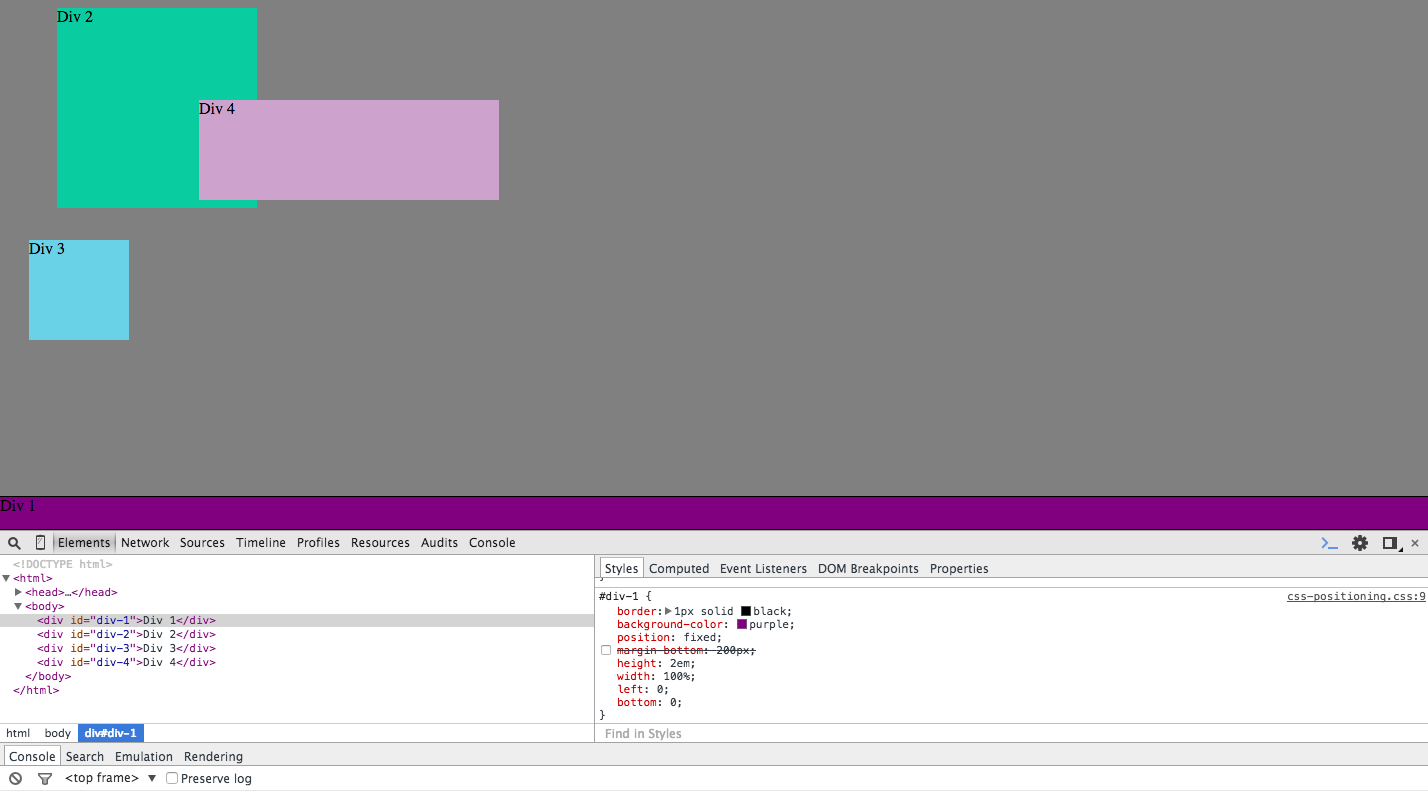 Div 2
Div 4
Div 3
Div 1
Elements Network Sources Timeline Profiles Resources Audits Console
<!DOCTYPE html>
<html>
<head>…</head>
<body>
<div id="div-1">Div 1</div>
<div id="div-2">Div 2</div>
<div id="div-3">Div 3</div>
<div id="div-4">Div 4</div>
</body>
</html>
html body div#div-1
Styles Computed Event Listeners DOM Breakpoints Properties
}
#div-1 { css-positioning.css:9
border: 1px solid black;
background-color: purple;
position: fixed;
margin-bottom: 200px;
height: 2em;
width: 100%;
left: 0;
bottom: 0;
}
Find in Styles
Console Search Emulation Rendering
<top frame> Preserve log